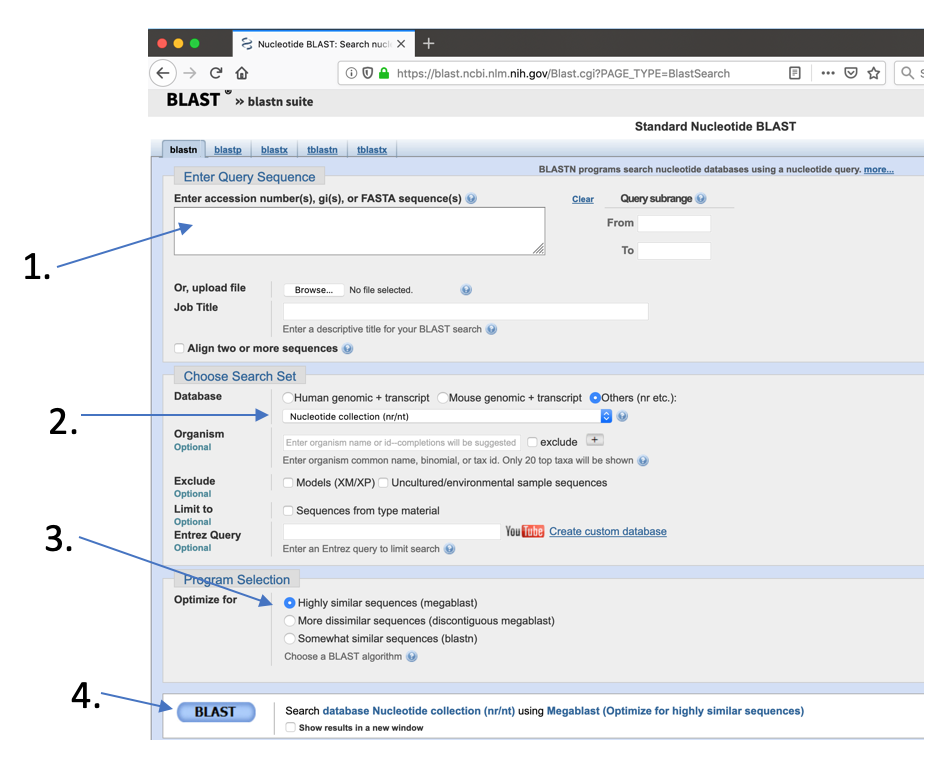 Nucleotide BLAST: Search nucl
https://blast.ncbi.nlm.nih.gov/Blast.cgi?PAGE_TYPE=BlastSearch
BLAST ® » blastn suite
Standard Nucleotide BLAST
blastn blastp blastx tblastn tblastx
BLASTN programs search nucleotide databases using a nucleotide query. more...
Enter Query Sequence
Enter accession number(s), gi(s), or FASTA sequence(s) Clear Query subrange
From
1.
To
Or, upload file Browse... No file selected.
Job Title
Enter a descriptive title for your BLAST search
Align two or more sequences
Choose Search Set
Database Human genomic + transcript Mouse genomic + transcript Others (nr etc.):
2. Nucleotide collection (nr/nt)
Organism
Optional Enter organism name or id--completions will be suggested exclude +
Enter organism common name, binomial, or tax id. Only 20 top taxa will be shown
Exclude Models (XM/XP) Uncultured/environmental sample sequences
Optional
Limit to Sequences from type material
Optional
Entrez Query YouTube Create custom database
3.
Optional Enter an Entrez query to limit search
Program Selection
Optimize for Highly similar sequences (megablast)
More dissimilar sequences (discontiguous megablast)
Somewhat similar sequences (blastn)
Choose a BLAST algorithm
4.
BLAST Search database Nucleotide collection (nr/nt) using Megablast (Optimize for highly similar sequences)
Show results in a new window